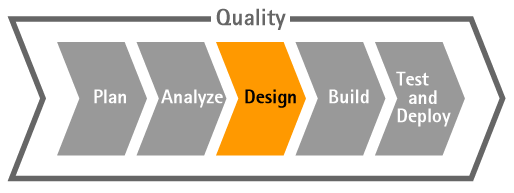 Quality
Plan
Analyze
Design
Build
Test
and
Deploy